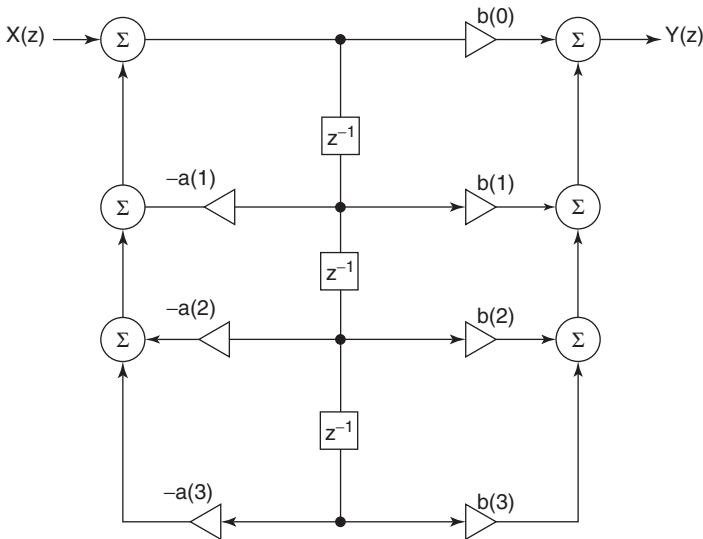 X(z) Σ b(0) Σ Y(z)
z⁻¹
Σ −a(1) b(1) Σ
z⁻¹
Σ −a(2) b(2) Σ
z⁻¹
−a(3) b(3)